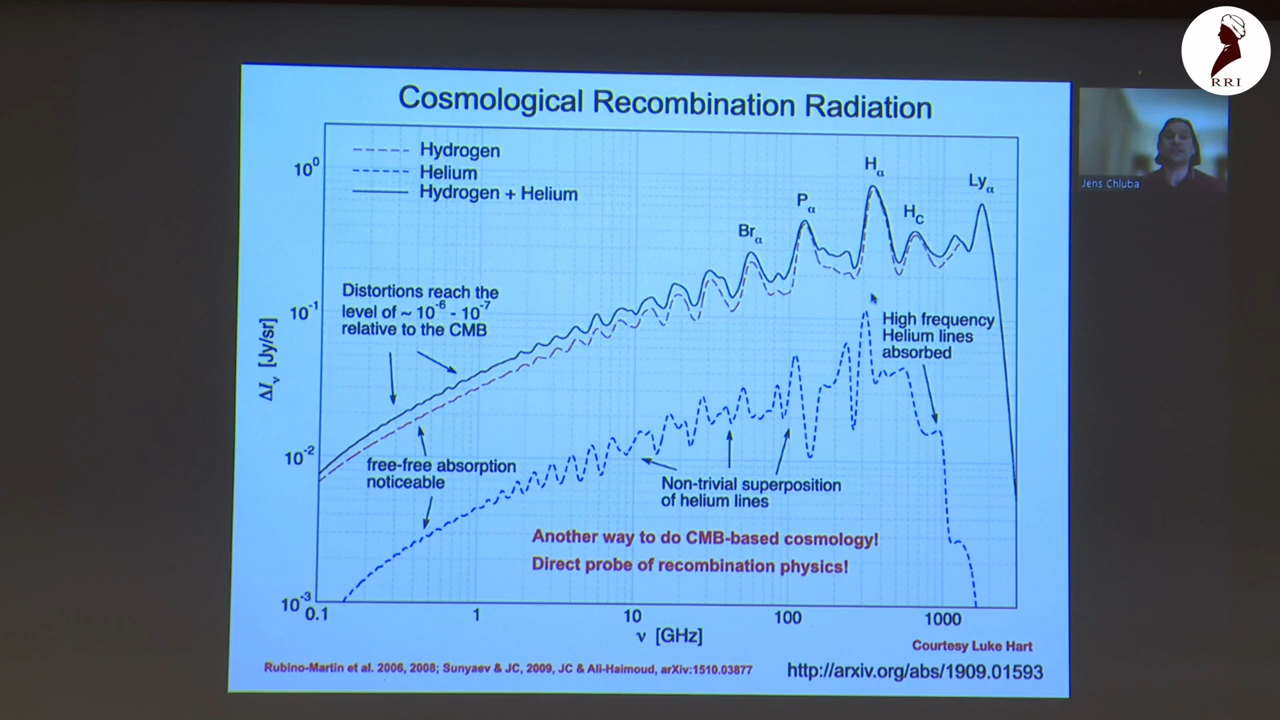 RRI
Jens Chluba
Cosmological Recombination Radiation
Hydrogen
Helium
Hydrogen + Helium
10^0
10^-1
10^-2
10^-3
ΔI_ν [Jy/sr]
Br_α
P_α
H_α
H_C
Ly_α
Distortions reach the
level of ~ 10^-6 - 10^-7
relative to the CMB
High frequency
Helium lines
absorbed
free-free absorption
noticeable
Non-trivial superposition
of helium lines
Another way to do CMB-based cosmology!
Direct probe of recombination physics!
0.1 1 10 100 1000
ν [GHz]
Courtesy Luke Hart
Rubino-Martin et al. 2006, 2008; Sunyaev & JC, 2009, JC & Ali-Haimoud, arXiv:1510.03877
http://arxiv.org/abs/1909.01593